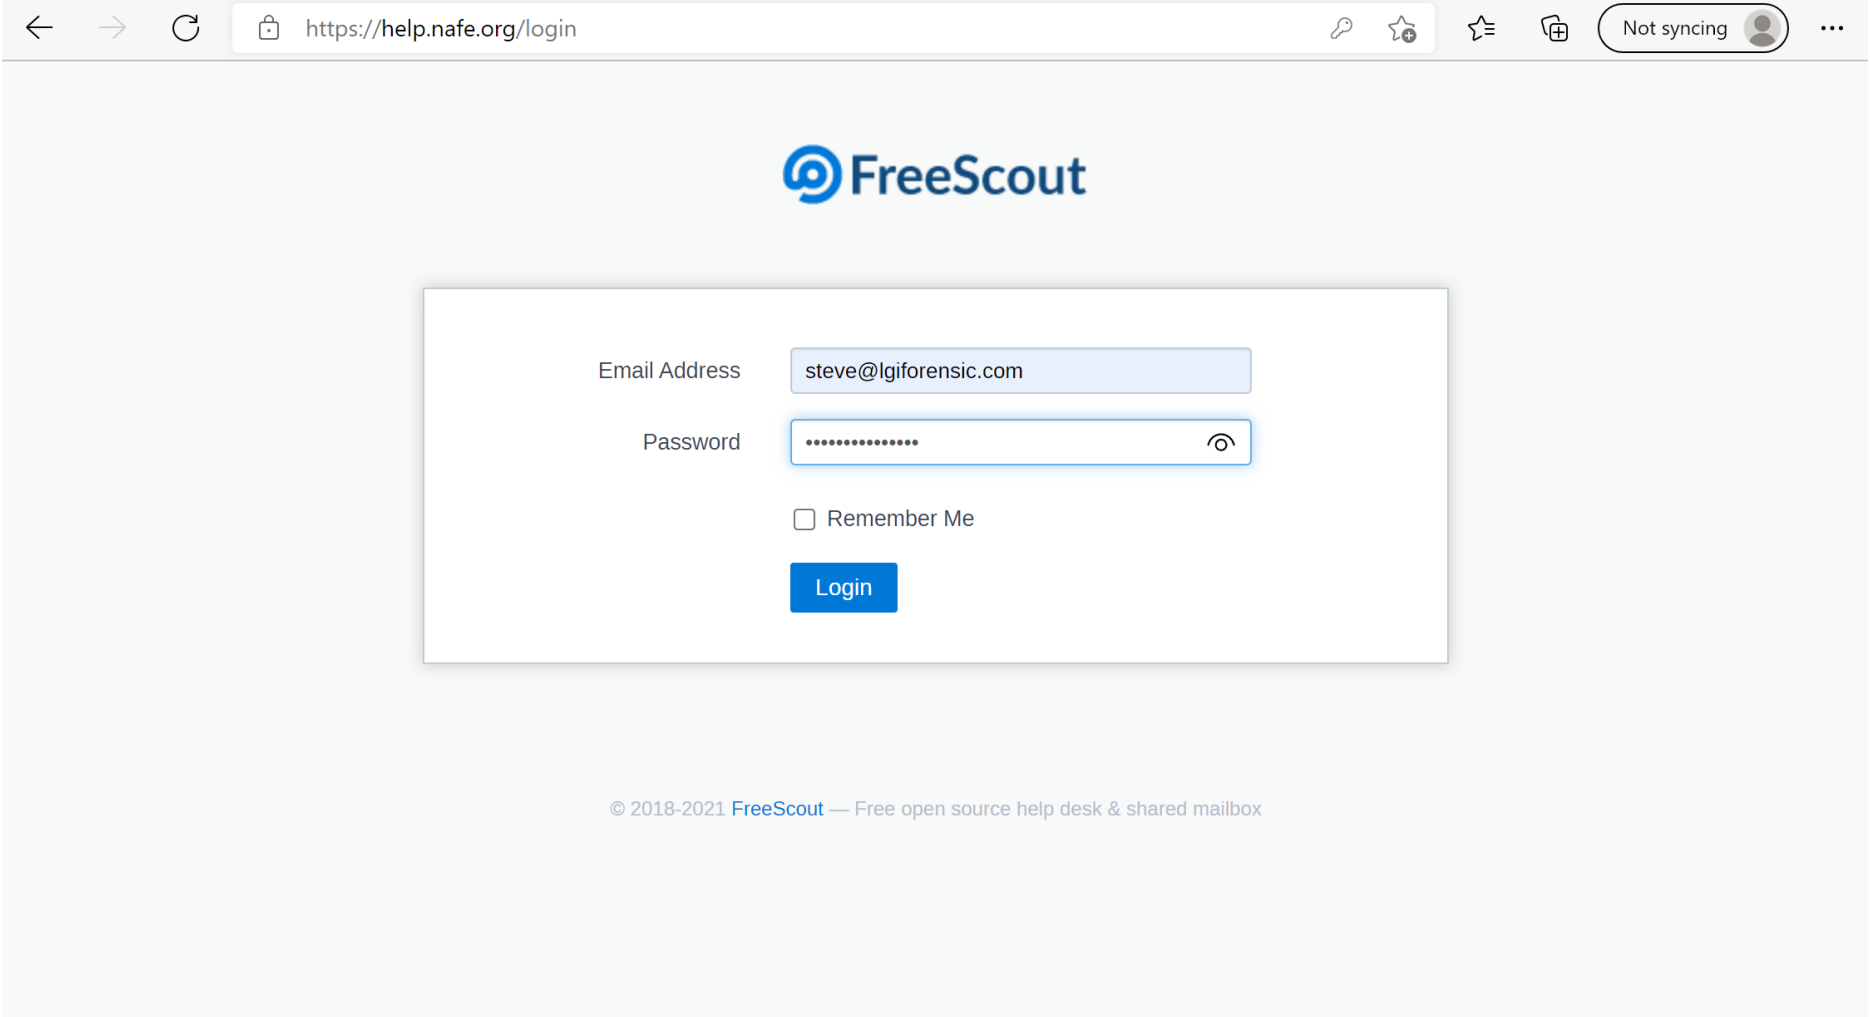 https://help.nafe.org/login
Not syncing
FreeScout
Email Address steve@lgiforensic.com
Password •••••••••••••••
Remember Me
Login
© 2018-2021 FreeScout — Free open source help desk & shared mailbox